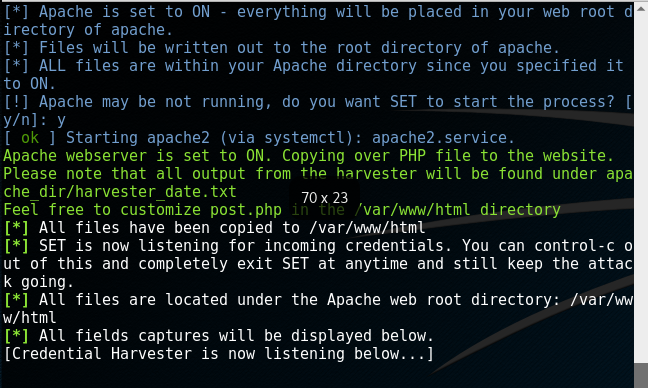 [*] Apache is set to ON - everything will be placed in your web root d
irectory of apache.
[*] Files will be written out to the root directory of apache.
[*] ALL files are within your Apache directory since you specified it
to ON.
[!] Apache may be not running, do you want SET to start the process? [
y/n]: y
[ ok ] Starting apache2 (via systemctl): apache2.service.
Apache webserver is set to ON. Copying over PHP file to the website.
Please note that all output from the harvester will be found under apa
che_dir/harvester_date.txt
70 x 23
Feel free to customize post.php in the /var/www/html directory
[*] All files have been copied to /var/www/html
[*] SET is now listening for incoming credentials. You can control-c o
ut of this and completely exit SET at anytime and still keep the attac
k going.
[*] All files are located under the Apache web root directory: /var/ww
w/html
[*] All fields captures will be displayed below.
[Credential Harvester is now listening below...]